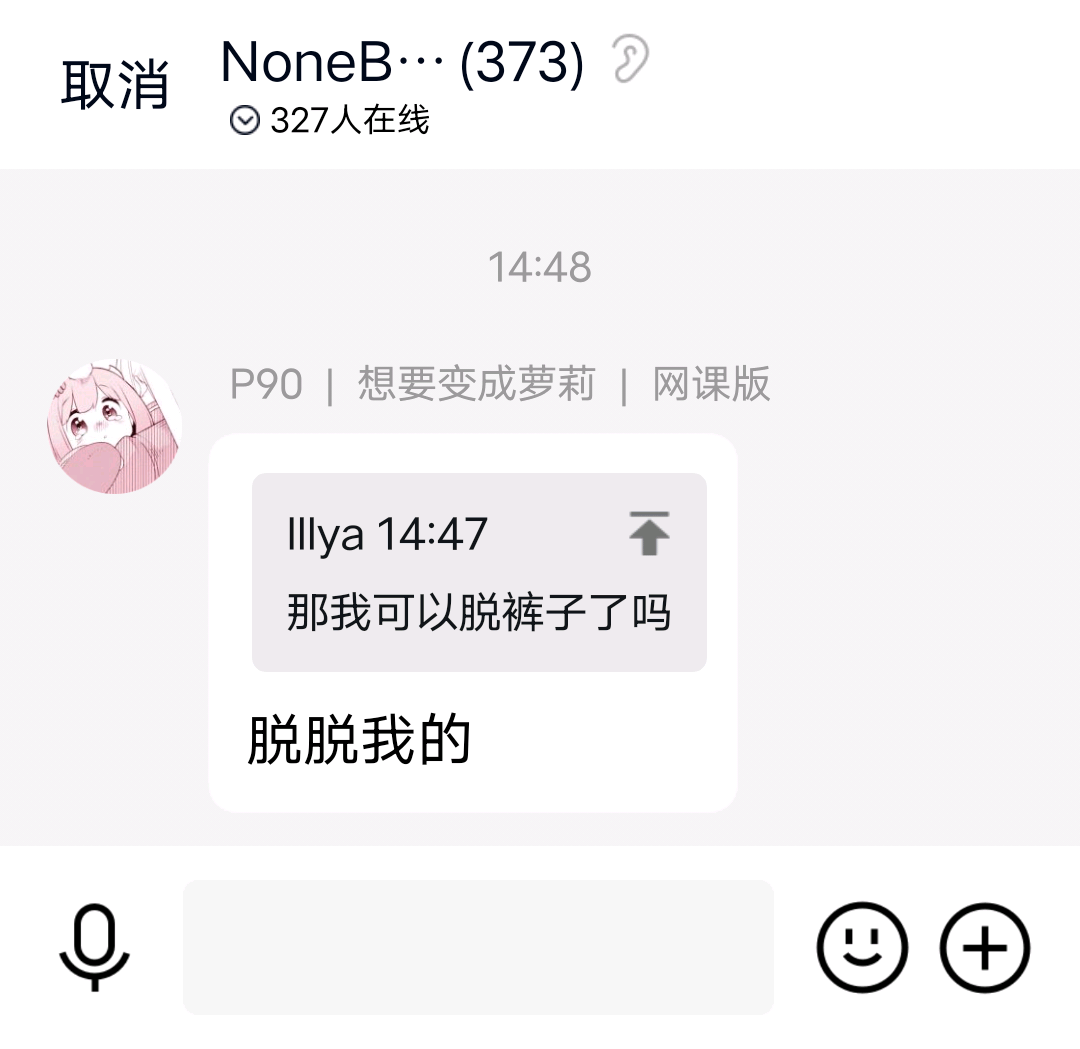 取消
NoneB… (373)
327人在线
14:48
P90 | 想要变成萝莉 | 网课版
Illya 14:47
那我可以脱裤子了吗
脱脱我的